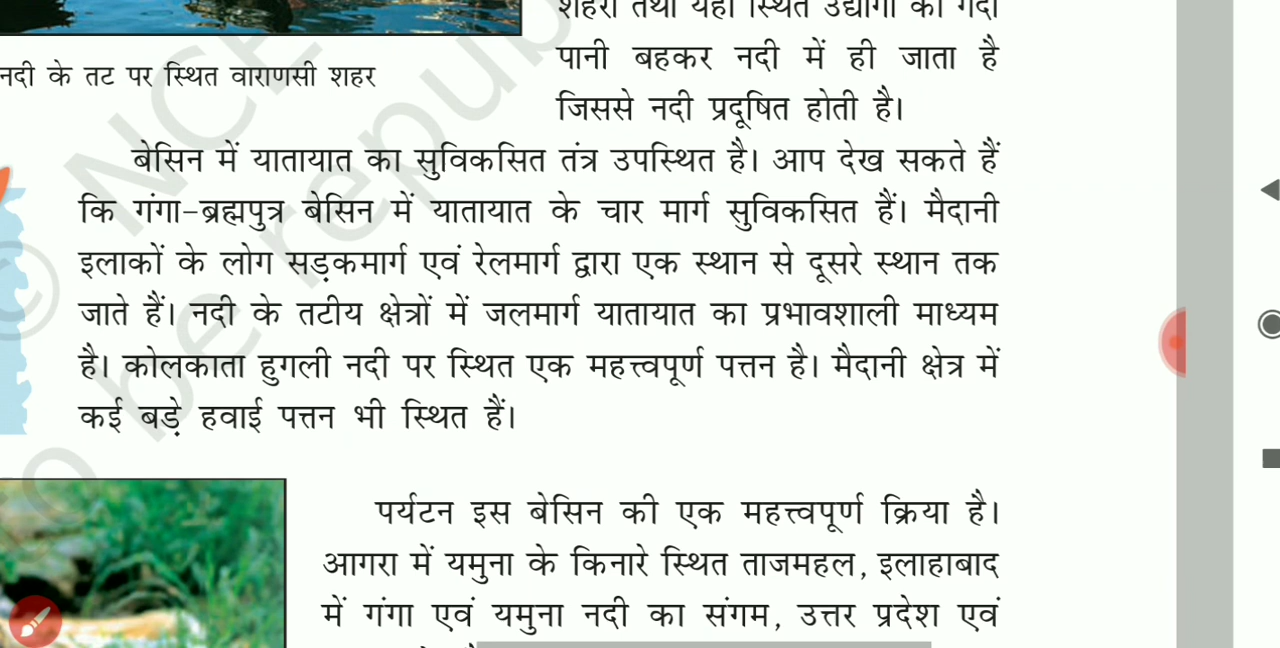 शहरों तथा यहाँ स्थित उद्योगों का गंदा
पानी बहकर नदी में ही जाता है
नदी के तट पर स्थित वाराणसी शहर
जिससे नदी प्रदूषित होती है।
बेसिन में यातायात का सुविकसित तंत्र उपस्थित है। आप देख सकते हैं
कि गंगा–ब्रह्मपुत्र बेसिन में यातायात के चार मार्ग सुविकसित हैं। मैदानी
इलाकों के लोग सड़कमार्ग एवं रेलमार्ग द्वारा एक स्थान से दूसरे स्थान तक
जाते हैं। नदी के तटीय क्षेत्रों में जलमार्ग यातायात का प्रभावशाली माध्यम
है। कोलकाता हुगली नदी पर स्थित एक महत्त्वपूर्ण पत्तन है। मैदानी क्षेत्र में
कई बड़े हवाई पत्तन भी स्थित हैं।
पर्यटन इस बेसिन की एक महत्त्वपूर्ण क्रिया है।
आगरा में यमुना के किनारे स्थित ताजमहल, इलाहाबाद
में गंगा एवं यमुना नदी का संगम, उत्तर प्रदेश एवं
© NCE
o be repub